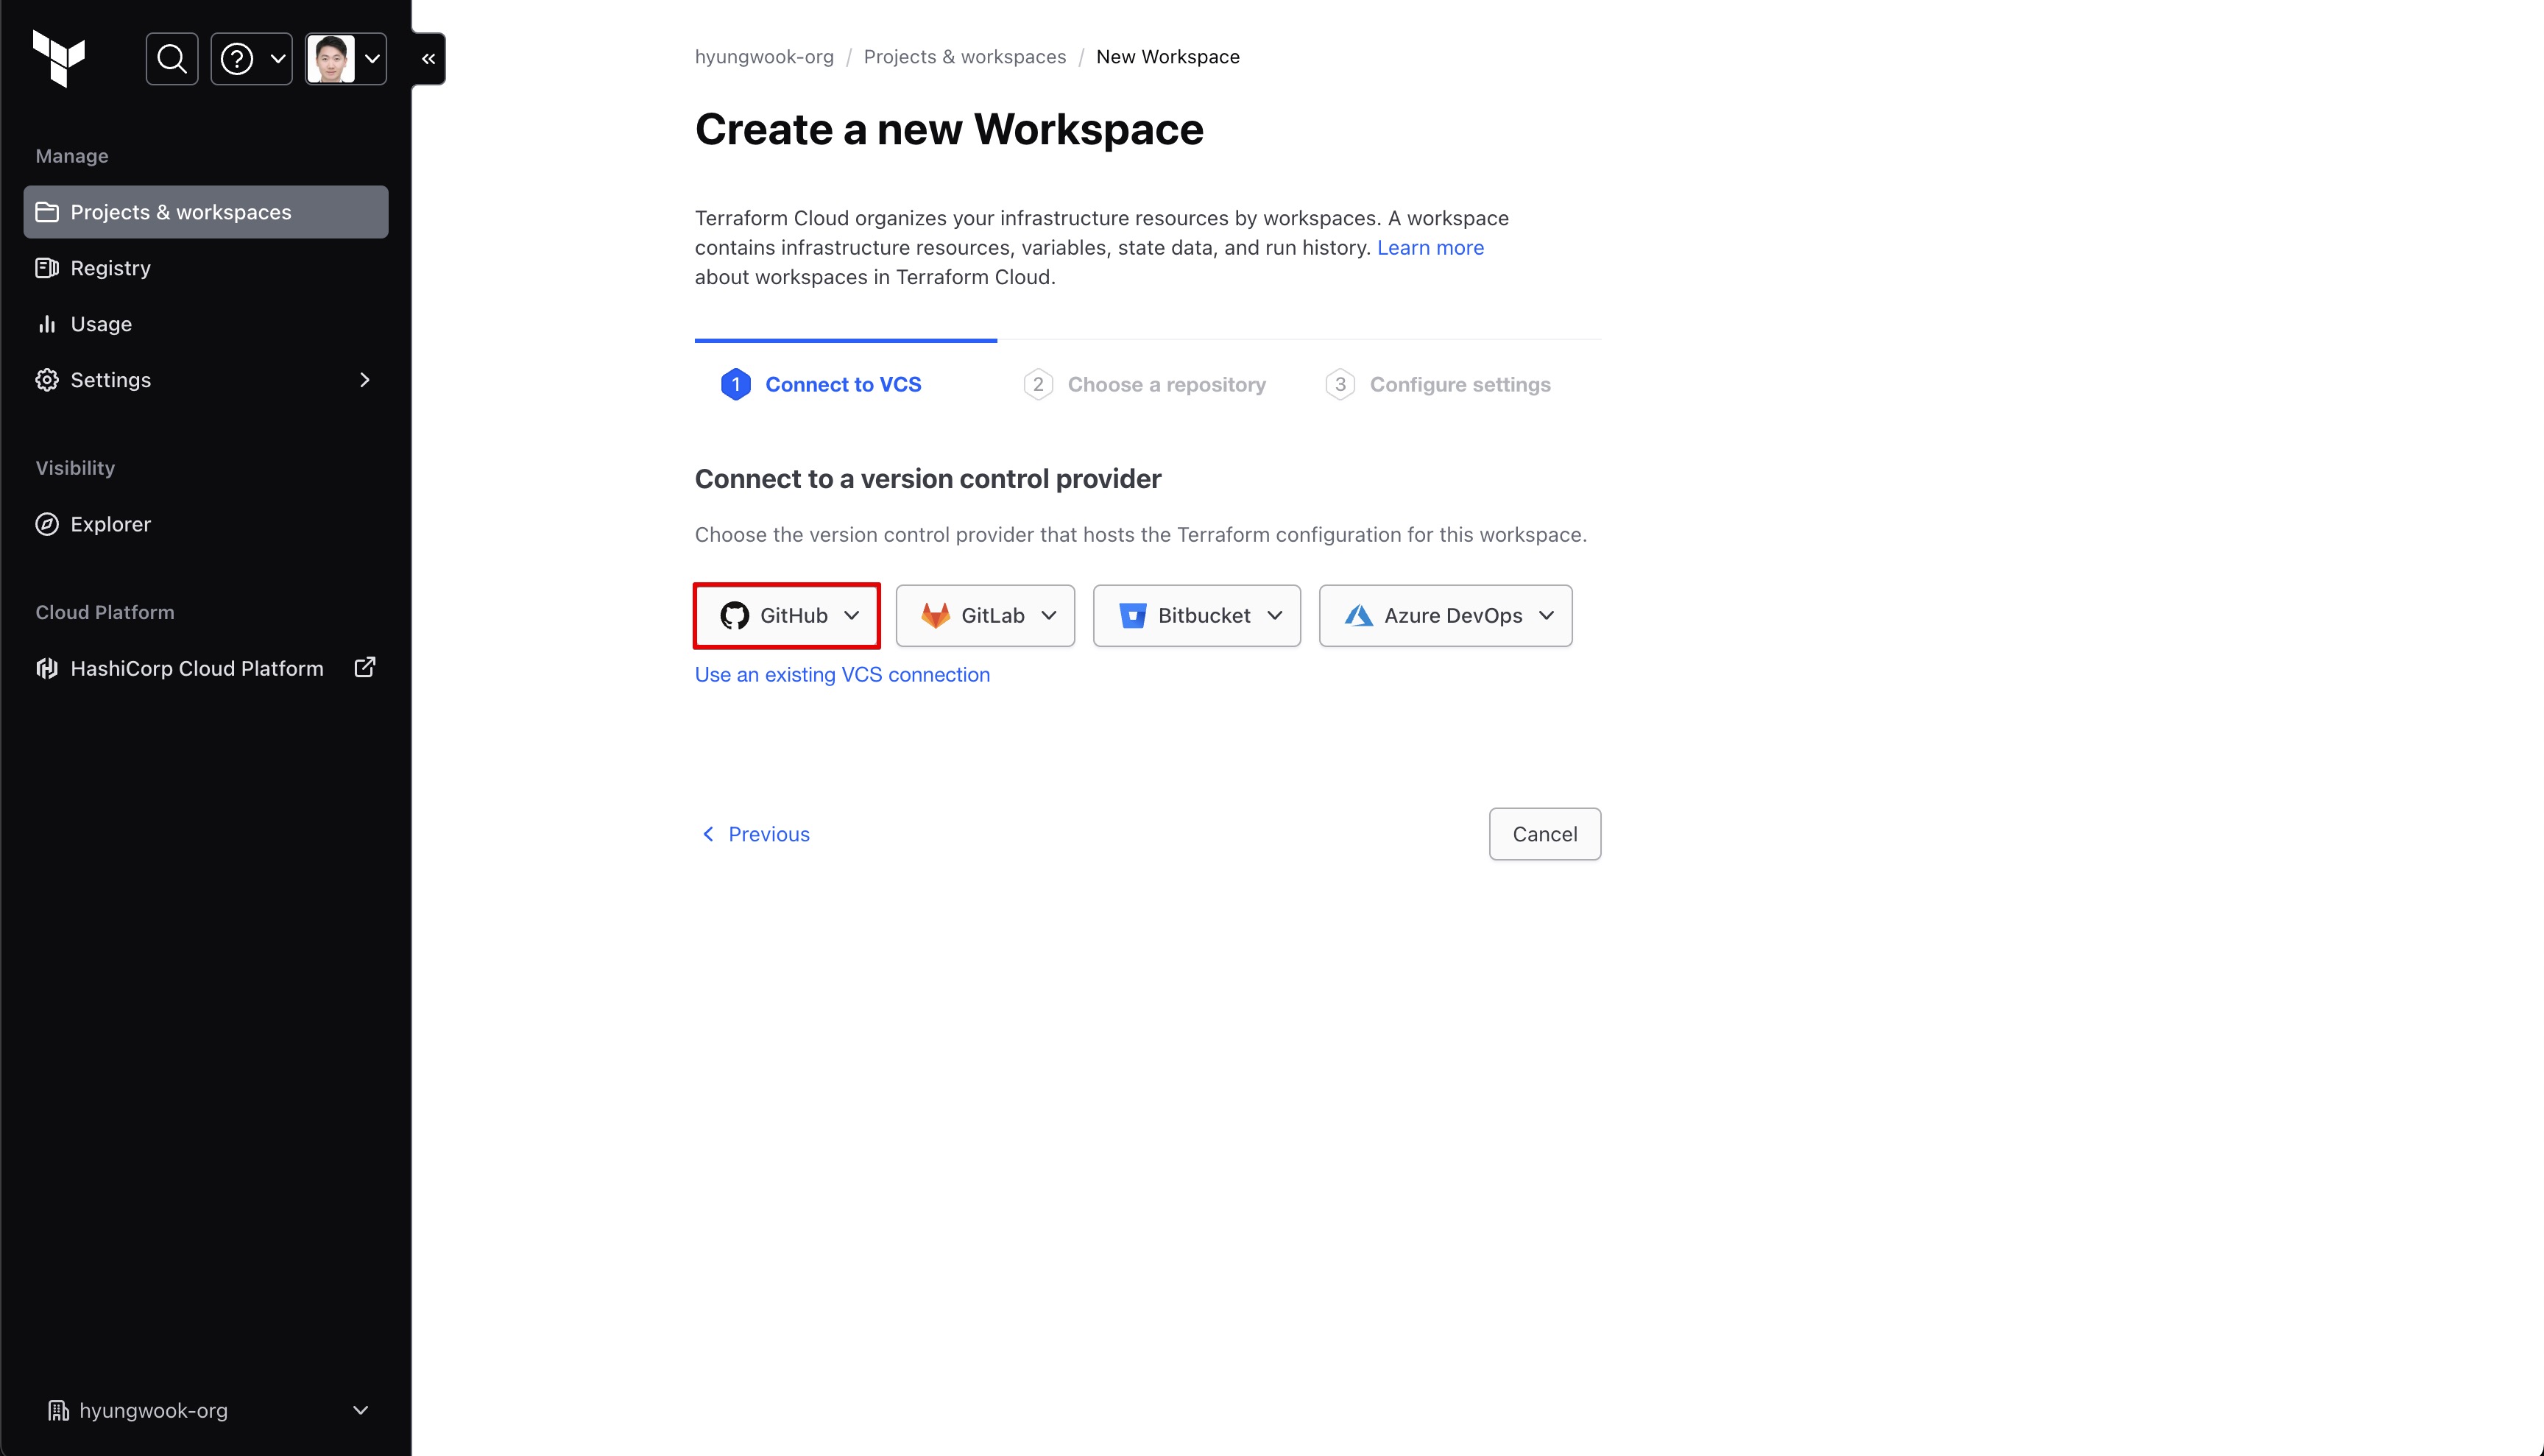 Manage
Projects & workspaces
Registry
Usage
Settings
Visibility
Explorer
Cloud Platform
HashiCorp Cloud Platform
hyungwook-org
hyungwook-org / Projects & workspaces / New Workspace
Create a new Workspace
Terraform Cloud organizes your infrastructure resources by workspaces. A workspace
contains infrastructure resources, variables, state data, and run history. Learn more
about workspaces in Terraform Cloud.
1 Connect to VCS 2 Choose a repository 3 Configure settings
Connect to a version control provider
Choose the version control provider that hosts the Terraform configuration for this workspace.
GitHub GitLab Bitbucket Azure DevOps
Use an existing VCS connection
Previous Cancel